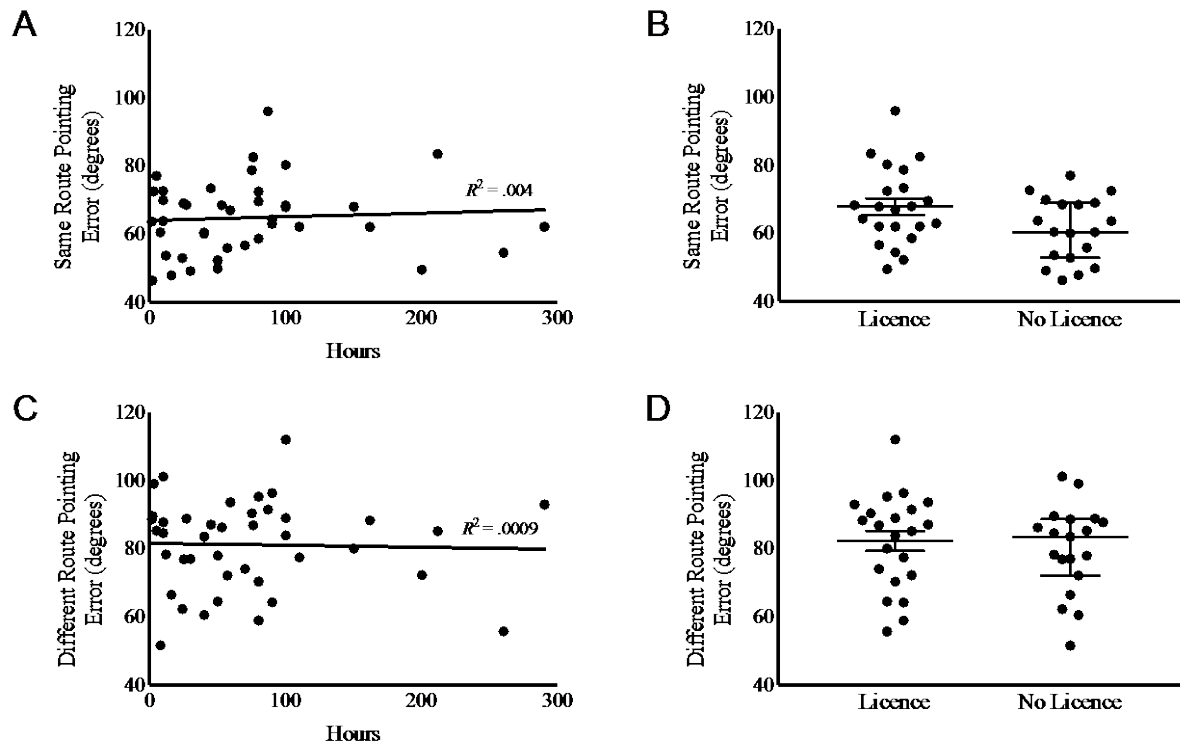 A
120
100
80
60
40
Same Route Pointing
Error (degrees)
R² = .004
0
100
200
300
Hours
B
120
100
80
60
40
Same Route Pointing
Error (degrees)
Licence
No Licence
C
120
100
80
60
40
Different Route Pointing
Error (degrees)
R² = .0009
0
100
200
300
Hours
D
120
100
80
60
40
Different Route Pointing
Error (degrees)
Licence
No Licence